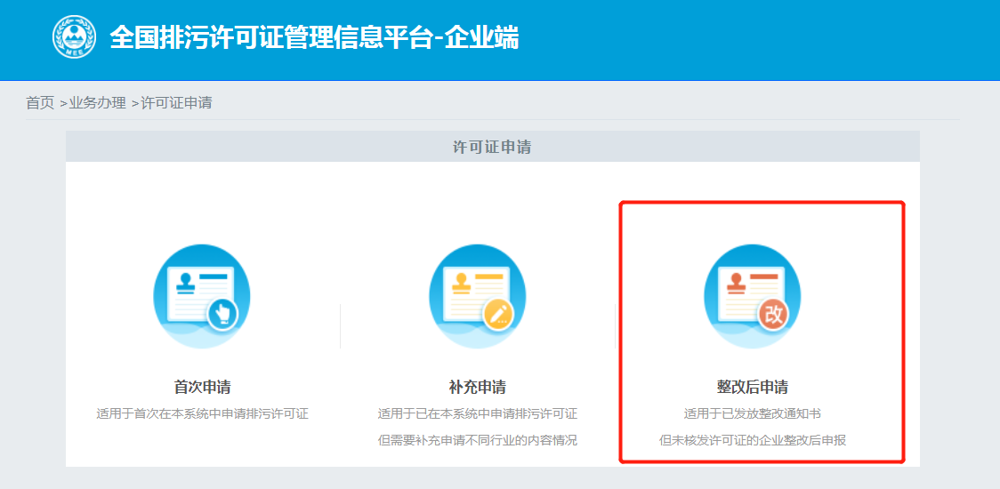 MEE
全国排污许可证管理信息平台-企业端
首页 >业务办理 >许可证申请
许可证申请
改
首次申请
适用于首次在本系统中申请排污许可证
补充申请
适用于已在本系统中申请排污许可证
但需要补充申请不同行业的内容情况
整改后申请
适用于已发放整改通知书
但未核发许可证的企业整改后申报